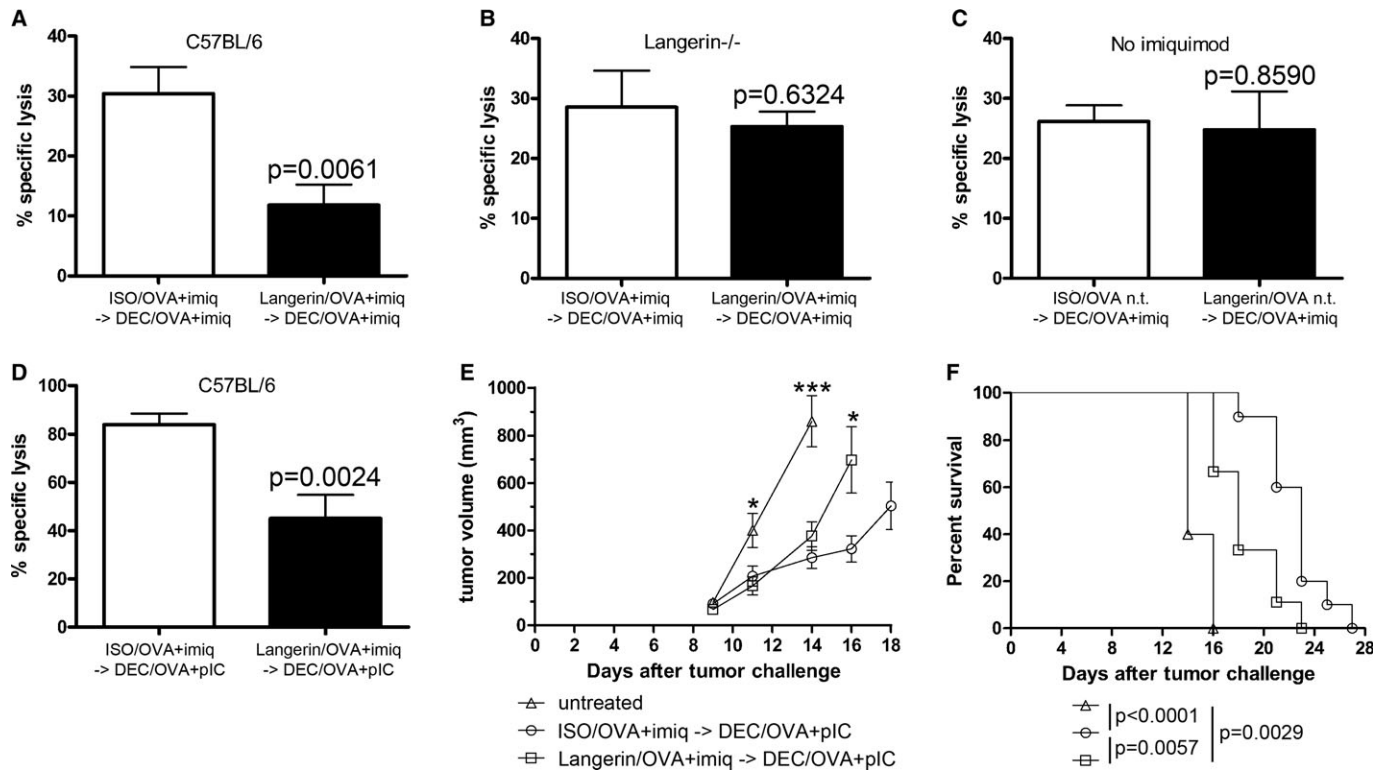 A
C57BL/6
% specific lysis
40
30
20
10
0
p=0.0061
ISO/OVA+imiq
-> DEC/OVA+imiq
Langerin/OVA+imiq
-> DEC/OVA+imiq
B
Langerin-/-
% specific lysis
40
30
20
10
0
p=0.6324
ISO/OVA+imiq
-> DEC/OVA+imiq
Langerin/OVA+imiq
-> DEC/OVA+imiq
C
No imiquimod
% specific lysis
40
30
20
10
0
p=0.8590
ISO/OVA n.t.
-> DEC/OVA+imiq
Langerin/OVA n.t.
-> DEC/OVA+imiq
D
C57BL/6
% specific lysis
100
80
60
40
20
0
p=0.0024
ISO/OVA+imiq
-> DEC/OVA+pIC
Langerin/OVA+imiq
-> DEC/OVA+pIC
E
tumor volume (mm³)
1000
800
600
400
200
0
*
***
*
0 2 4 6 8 10 12 14 16 18
Days after tumor challenge
untreated
ISO/OVA+imiq -> DEC/OVA+pIC
Langerin/OVA+imiq -> DEC/OVA+pIC
F
Percent survival
100
80
60
40
20
0
0 4 8 12 16 20 24 28
Days after tumor challenge
p<0.0001
p=0.0057
p=0.0029